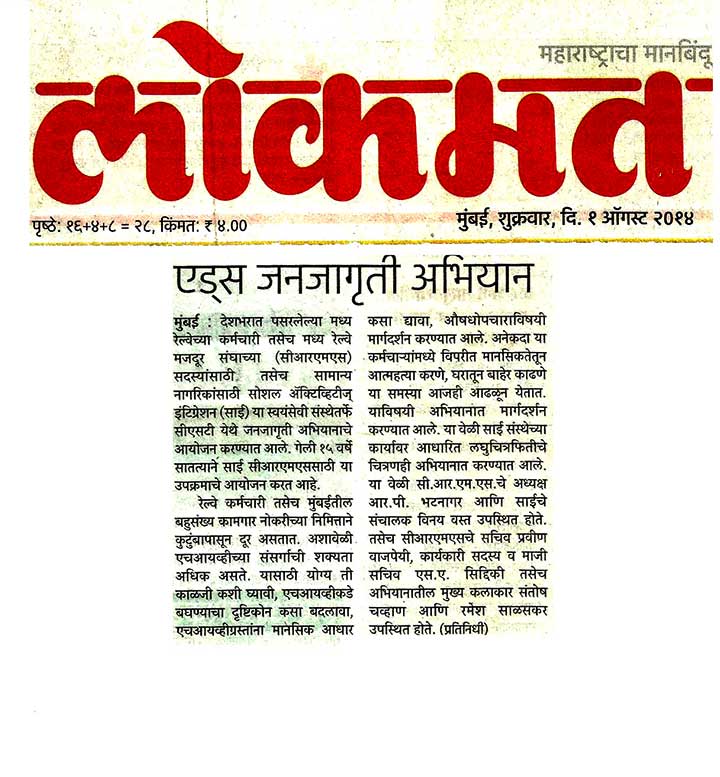 महाराष्ट्राचा मानबिंदू
लोकमत
पृष्ठे: १६+४+८ = २८, किंमत: ₹ ४.००
मुंबई, शुक्रवार, दि. १ ऑगस्ट २०१४
एड्स जनजागृती अभियान
मुंबई : देशभरात पसरलेल्या मध्य
रेल्वेच्या कर्मचारी तसेच मध्य रेल्वे
मजदूर संघाच्या (सीआरएमएस)
सदस्यांसाठी. तसेच सामान्य
नागरिकांसाठी सोशल ॲक्टिव्हिटीज्
इंटिग्रेशन (साई) या स्वयंसेवी संस्थेतर्फे
सीएसटी येथे जनजागृती अभियानाचे
आयोजन करण्यात आले. गेली १५ वर्षे
सातत्याने साई सीआरएमएससाठी या
उपक्रमाचे आयोजन करत आहे.
रेल्वे कर्मचारी तसेच मुंबईतील
बहुसंख्य कामगार नोकरीच्या निमित्ताने
कुटुंबापासून दूर असतात. अशावेळी
एचआयव्हीच्या संसर्गाची शक्यता
अधिक असते. यासाठी योग्य ती
काळजी कशी घ्यावी, एचआयव्हीकडे
बघण्याचा दृष्टिकोन कसा बदलावा,
एचआयव्हीग्रस्तांना मानसिक आधार
कसा द्यावा, औषधोपचाराविषयी
मार्गदर्शन करण्यात आले. अनेकदा या
कर्मचाऱ्यांमध्ये विपरीत मानसिकतेतून
आत्महत्या करणे, घरातून बाहेर काढणे
या समस्या आजही आढळून येतात.
याविषयी अभियानात मार्गदर्शन
करण्यात आले. या वेळी साई संस्थेच्या
कार्यावर आधारित लघुचित्रफितीचे
चित्रणही अभियानात करण्यात आले.
या वेळी सी.आर.एम.एस.चे अध्यक्ष
आर.पी. भटनागर आणि साईचे
संचालक विनय वस्त उपस्थित होते.
तसेच सीआरएमएसचे सचिव प्रवीण
वाजपेयी, कार्यकारी सदस्य व माजी
सचिव एस.ए. सिद्दिकी तसेच
अभियानातील मुख्य कलाकार संतोष
चव्हाण आणि रमेश साळसकर
उपस्थित होते. (प्रतिनिधी)